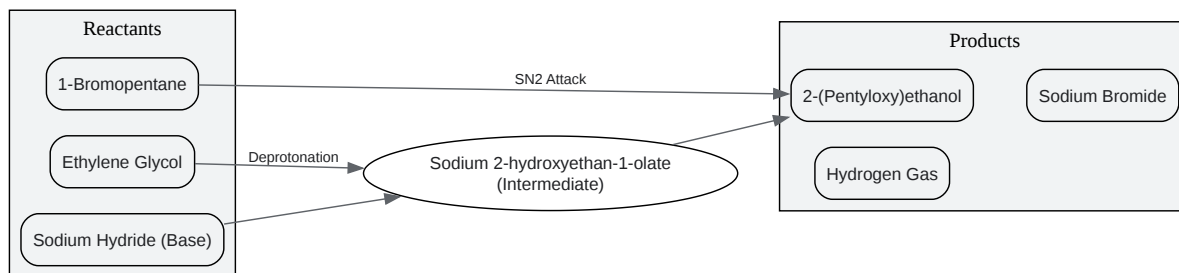 Reactants
Products
1-Bromopentane
SN2 Attack
2-(Pentyloxy)ethanol
Sodium Bromide
Ethylene Glycol
Deprotonation
Sodium 2-hydroxyethan-1-olate
(Intermediate)
Hydrogen Gas
Sodium Hydride (Base)